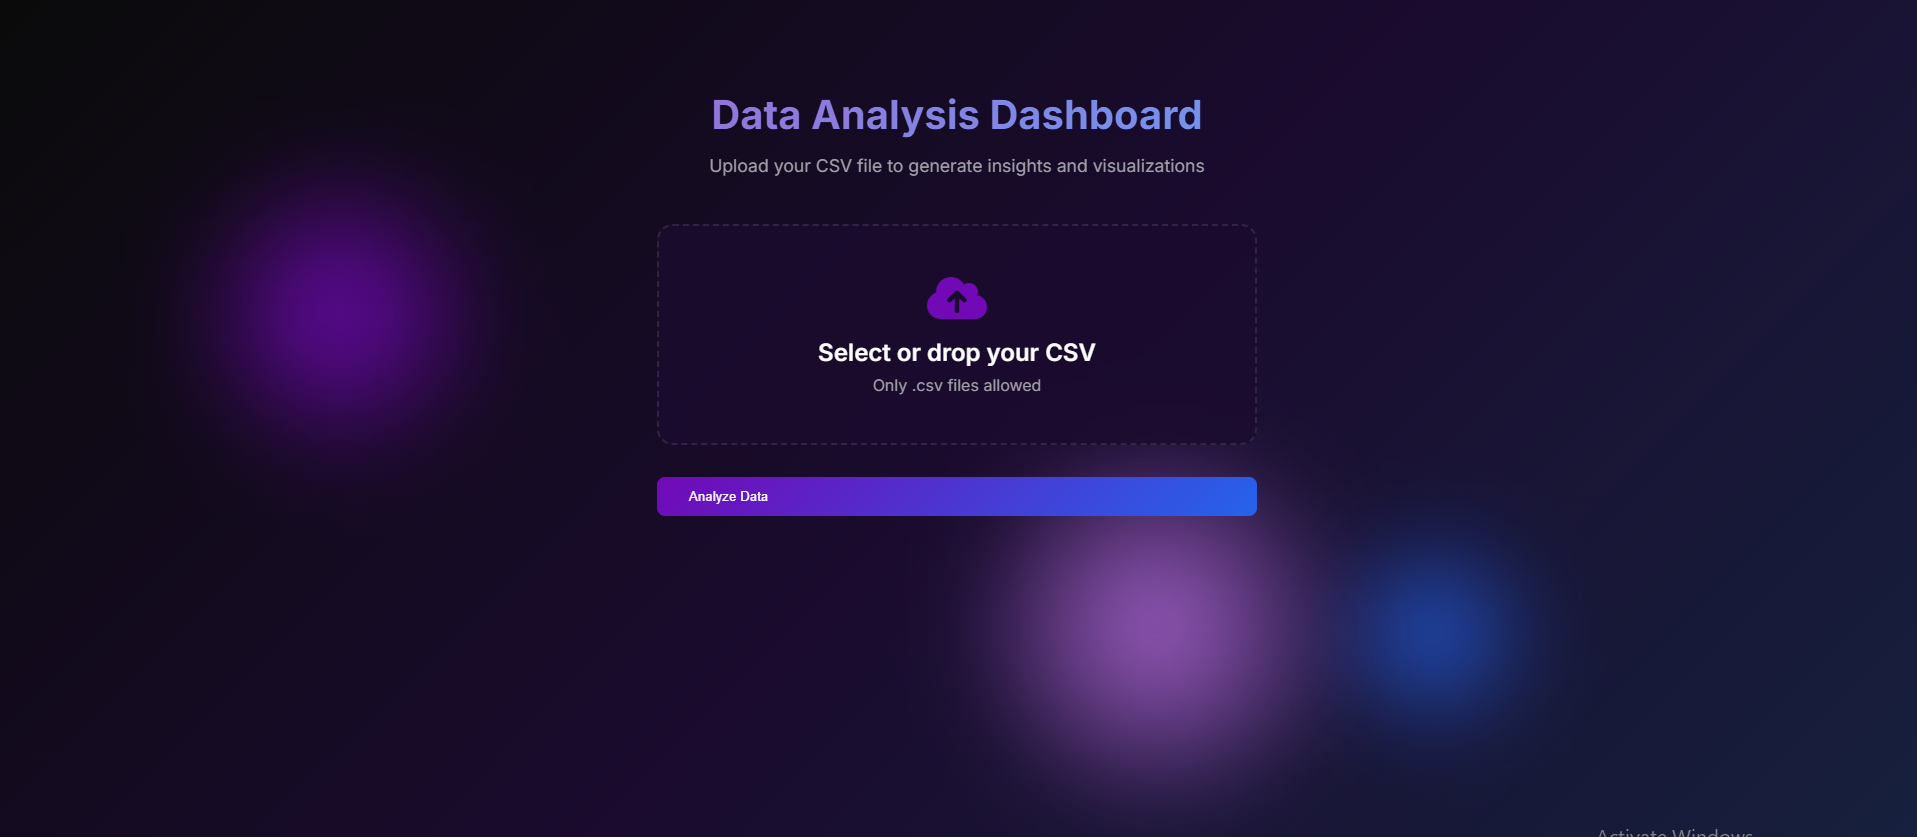 Data Analysis Dashboard
Upload your CSV file to generate insights and visualizations
Select or drop your CSV
Only .csv files allowed
Analyze Data
Activate Windows